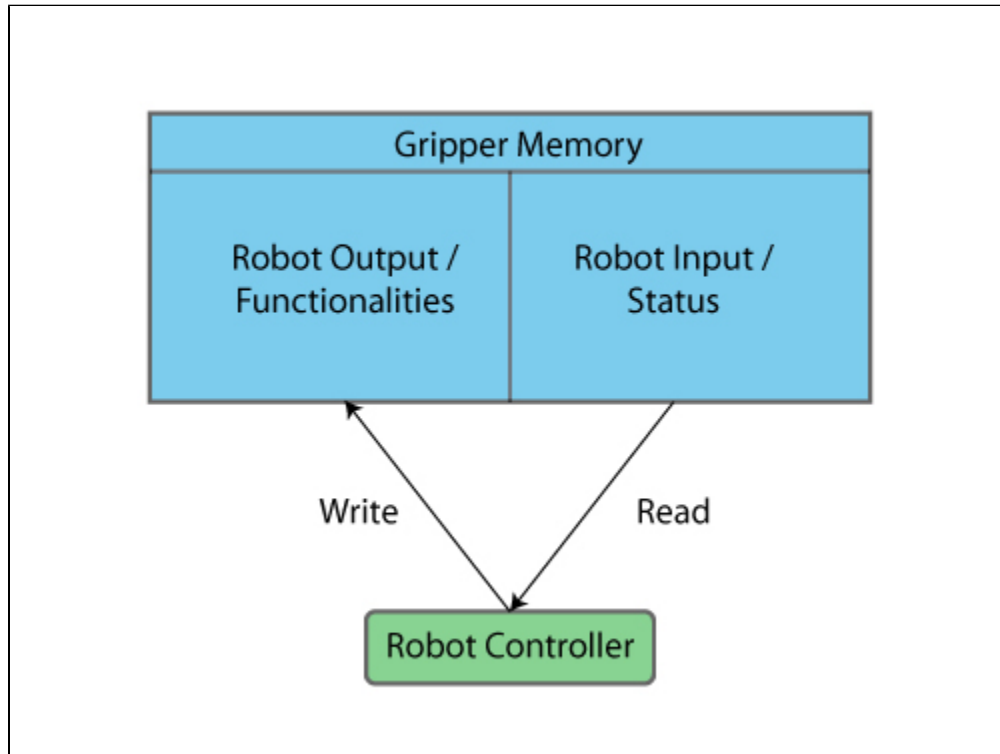 Gripper Memory
Robot Output /
Functionalities
Robot Input /
Status
Write
Read
Robot Controller